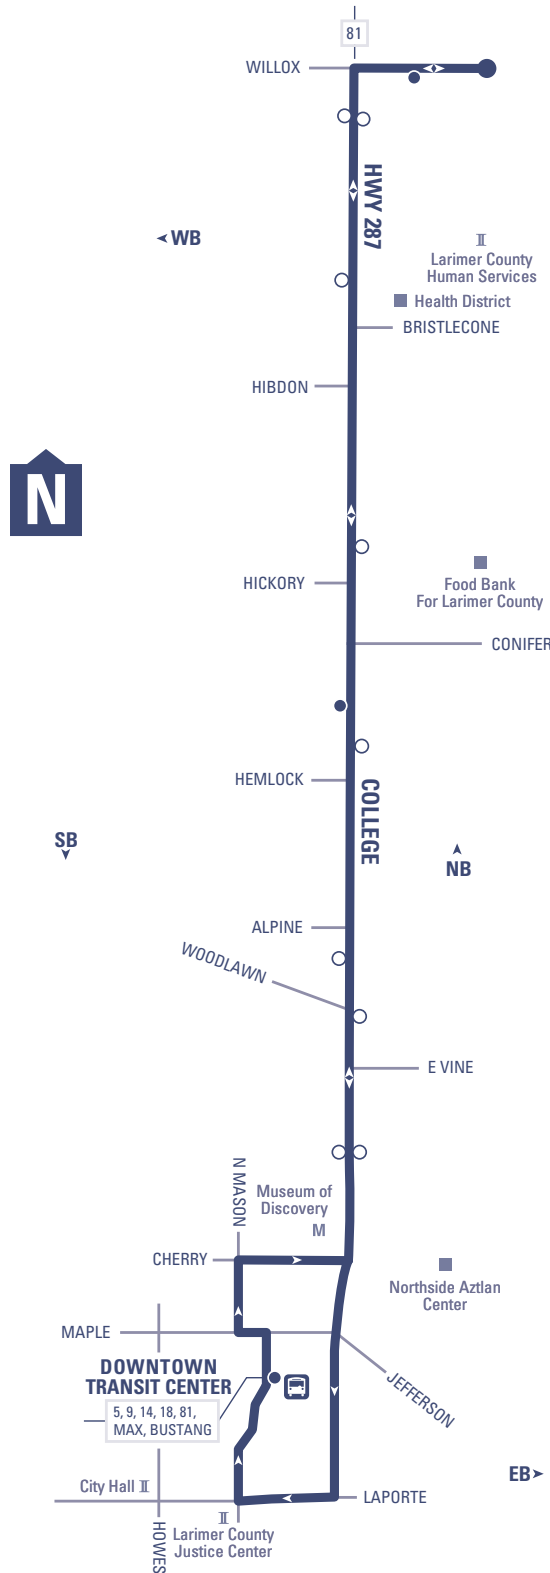 81
WILLOX
HWY 287
WB
Larimer County
Human Services
Health District
BRISTLECONE
HIBDON
N
HICKORY
Food Bank
For Larimer County
CONIFER
HEMLOCK
COLLEGE
SB
NB
ALPINE
WOODLAWN
E VINE
N MASON
Museum of
Discovery
M
CHERRY
Northside Aztlan
Center
MAPLE
DOWNTOWN
TRANSIT CENTER
JEFFERSON
5, 9, 14, 18, 81,
MAX, BUSTANG
City Hall
EB
LAPORTE
HOWES
Larimer County
Justice Center